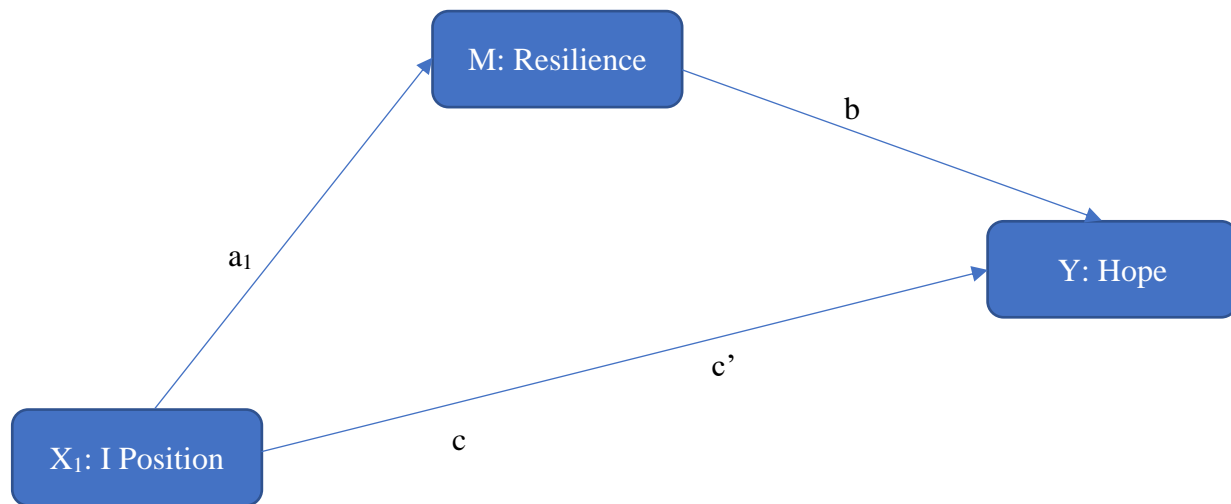 M: Resilience
b
a₁
Y: Hope
c’
c
X₁: I Position